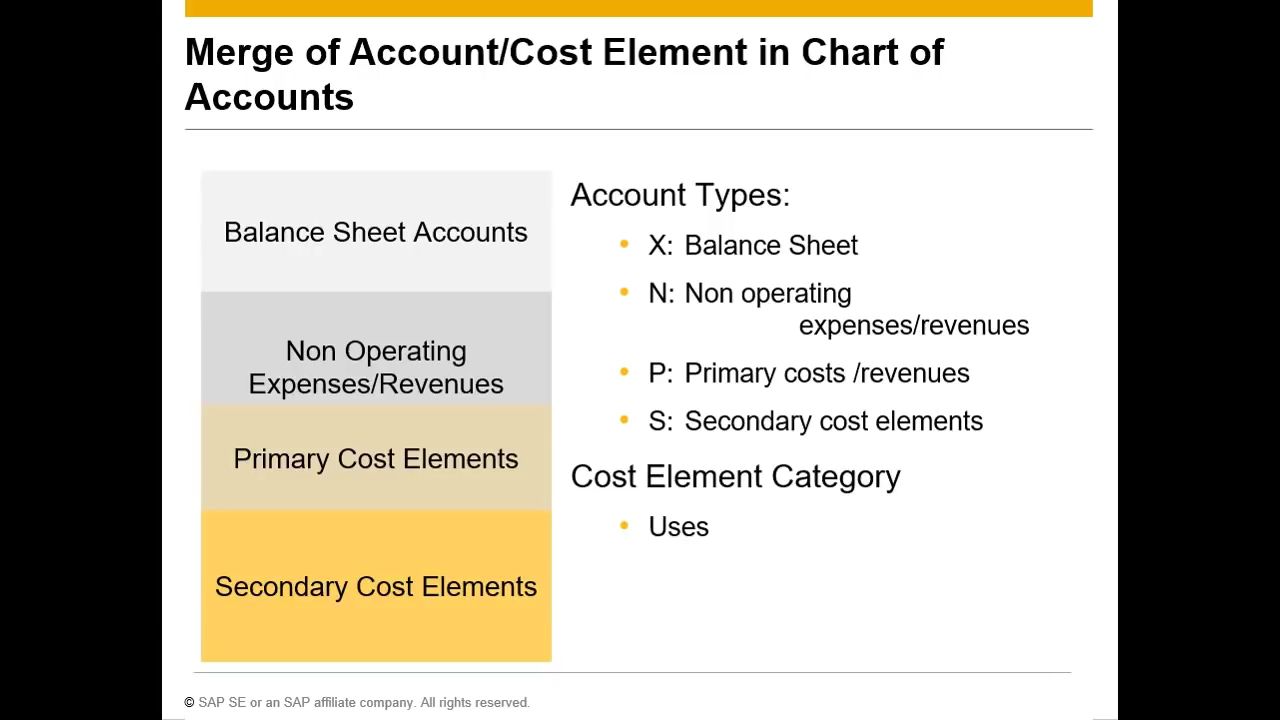 Merge of Account/Cost Element in Chart of
Accounts
Balance Sheet Accounts
Non Operating
Expenses/Revenues
Primary Cost Elements
Secondary Cost Elements
Account Types:
• X: Balance Sheet
• N: Non operating
expenses/revenues
• P: Primary costs /revenues
• S: Secondary cost elements
Cost Element Category
• Uses
© SAP SE or an SAP affiliate company. All rights reserved.